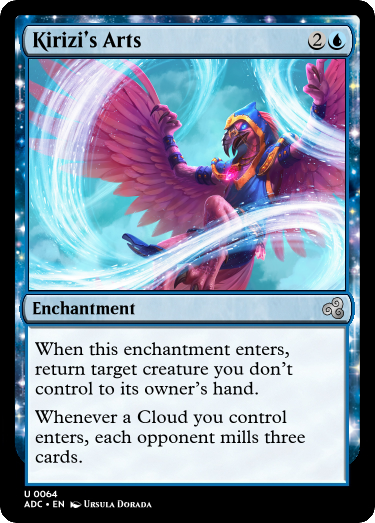 Kirizi's Arts 2
Enchantment
When this enchantment enters,
return target creature you don't
control to its owner's hand.
Whenever a Cloud you control
enters, each opponent mills three
cards.
U 0064
ADC • EN Ursula Dorada